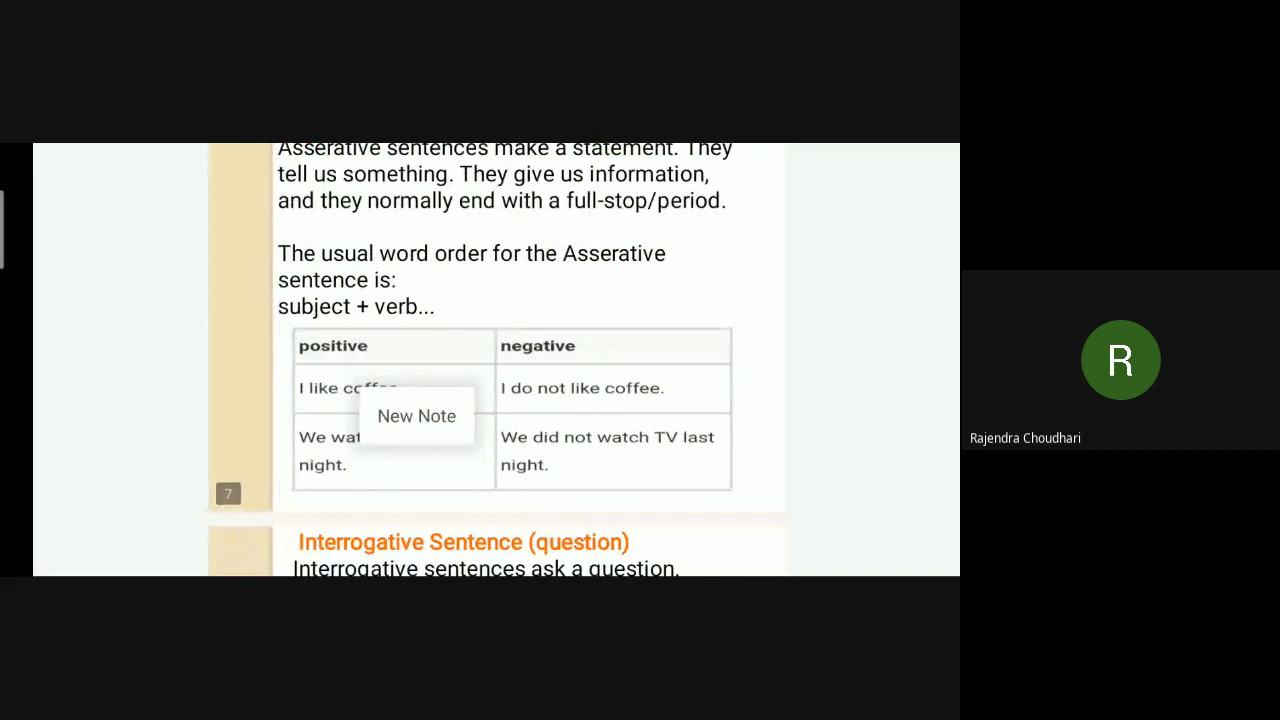 Asserative sentences make a statement. They
tell us something. They give us information,
and they normally end with a full-stop/period.
The usual word order for the Asserative
sentence is:
subject + verb...
positive negative
I like coffee I do not like coffee.
New Note
We We did not watch TV last
night. night.
7
Interrogative Sentence (question)
Interrogative sentences ask a question.
R
Rajendra Choudhari